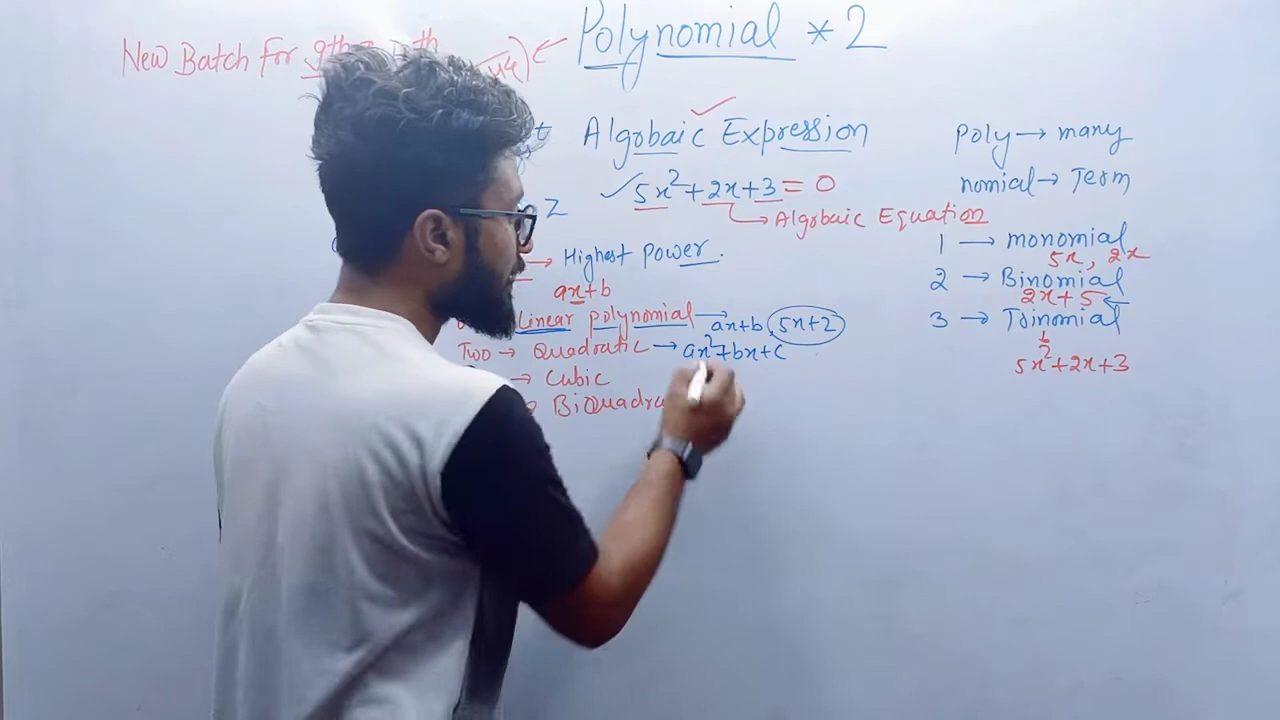 Polynomial * 2
New Batch For 9th
Algobaic Expression
5x² + 2x + 3 = 0
z
→ Algobaic Equation
→ Highest Power.
ax+b
Linear polynomial → ax+b, 5x+2
Two → Quadratic → ax²+bx+c
→ Cubic
BiQuadra
Poly → many
nomial → Term
1 → monomial
5x, 2x
2 → Binomial
2x+5
3 → Trinomial
5x²+2x+3